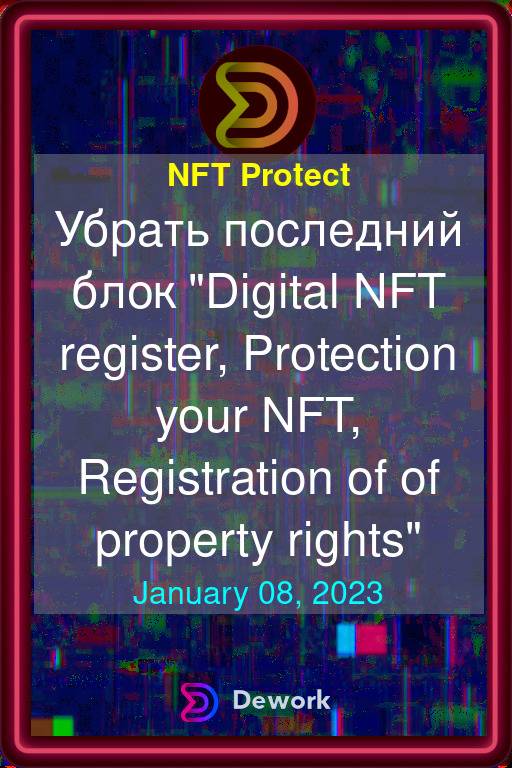 NFT Protect
Убрать последний
блок "Digital NFT
register, Protection
your NFT,
Registration of of
property rights"
January 08, 2023
Dework